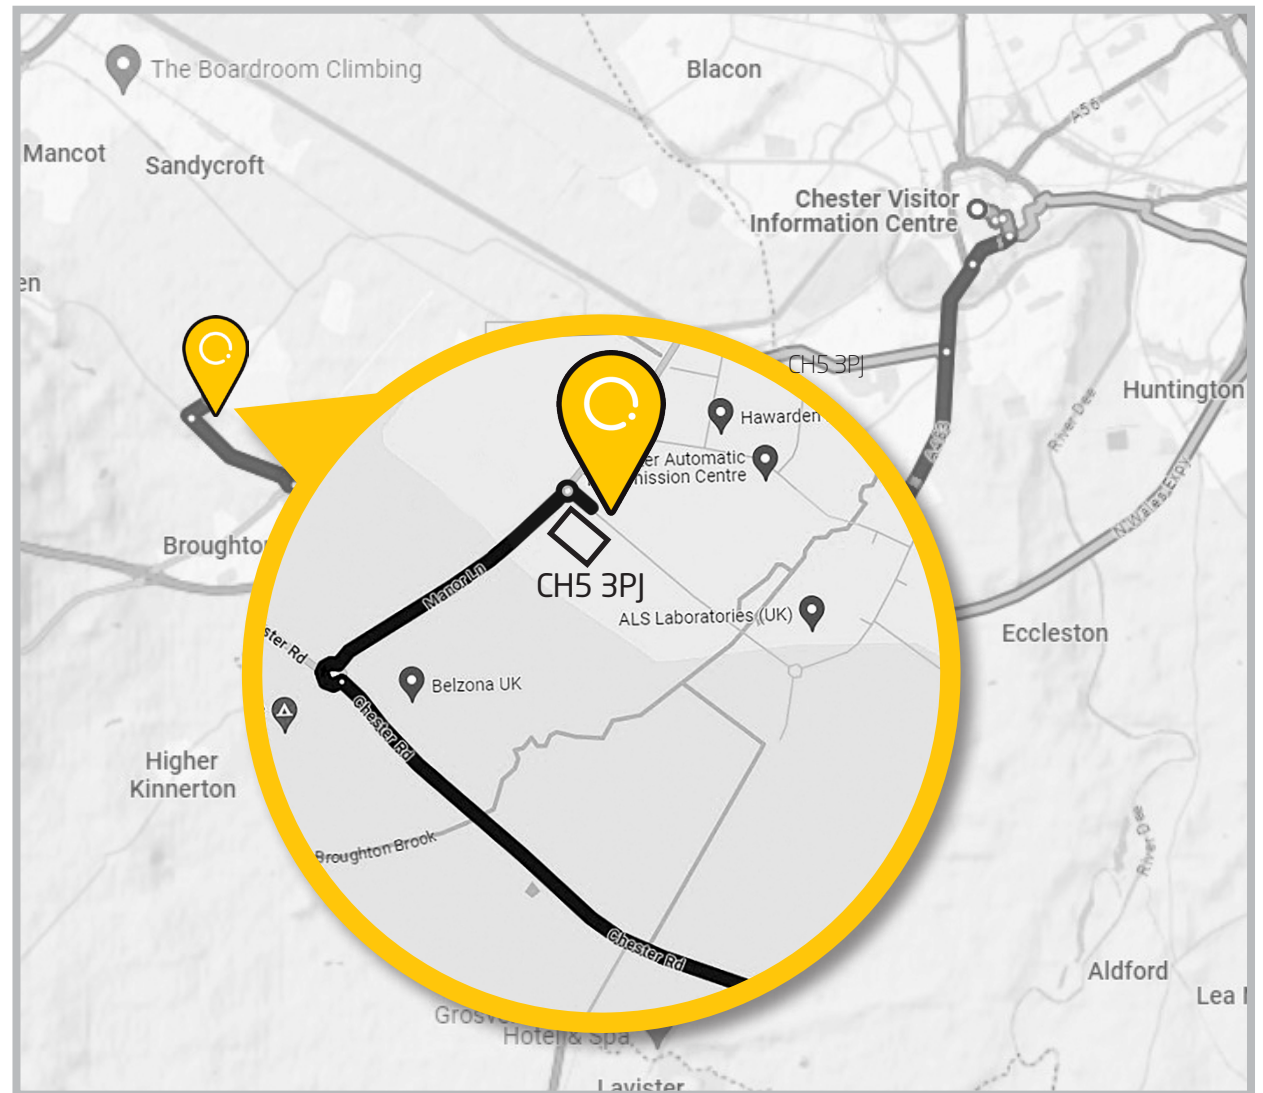 The Boardroom Climbing
Blacon
A56
Mancot
Sandycroft
Chester Visitor
Information Centre
en
CH5 3PJ
Huntington
River Dee
Hawarden
er Automatic
mission Centre
A483
N Wales Expy
Broughto
Manor Ln
CH5 3PJ
ALS Laboratories (UK)
Eccleston
ster Rd
Belzona UK
Chester Rd
Higher
Kinnerton
Broughton Brook
River Dee
Chester Rd
Aldford
Lea
Grosv
Hotel & Spa
Lavister